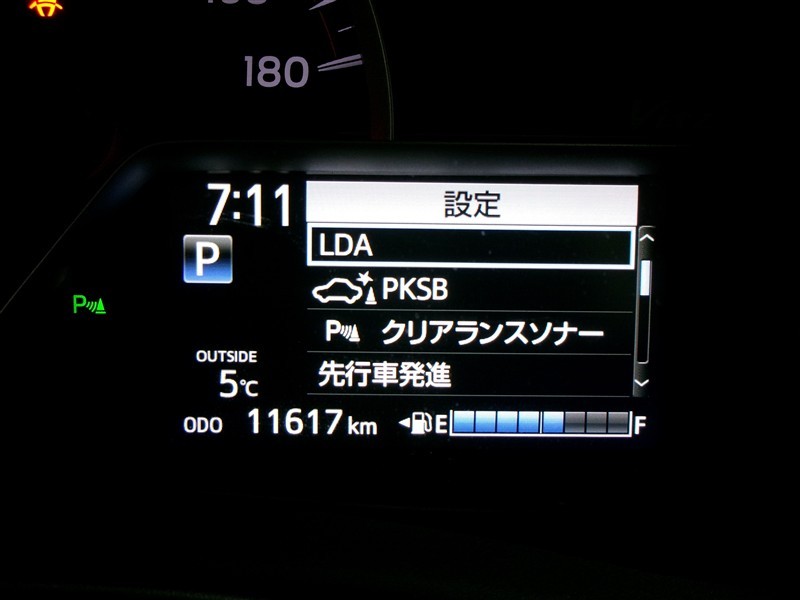 180
7:11
設定
P
LDA
PKSB
P クリアランスソナー
先行車発進
P
OUTSIDE
5℃
ODO 11617 km
E F